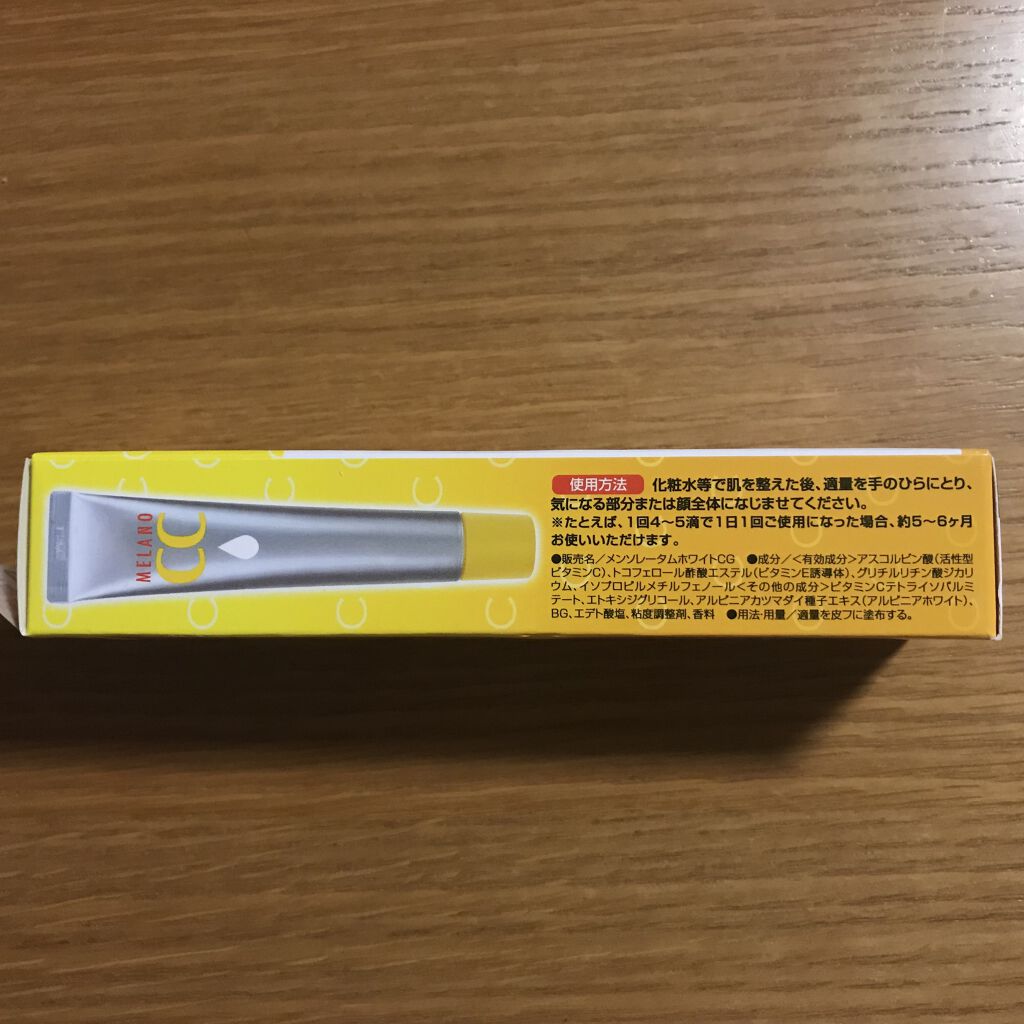 MELANO
CC
使用方法 化粧水等で肌を整えた後、適量を手のひらにとり、
気になる部分または顔全体になじませてください。
※たとえば、1回4〜5滴で1日1回ご使用になった場合、約5〜6ヶ月
お使いいただけます。
●販売名/メンソレータムホワイトCG ●成分/<有効成分>アスコルビン酸(活性型
ビタミンC)、トコフェロール酢酸エステル(ビタミンE誘導体)、グリチルリチン酸ジカリ
ウム、イソプロピルメチルフェノール<その他の成分>ビタミンCテトライソパルミ
テート、エトキシジグリコール、アルピニアカツマダイ種子エキス(アルピニアホワイト)、
BG、エデト酸塩、粘度調整剤、香料 ●用法・用量/適量を皮フに塗布する。